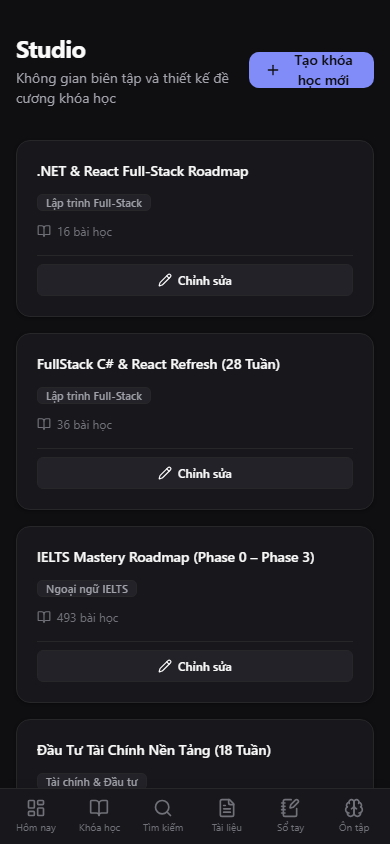 Studio
Không gian biên tập và thiết kế đề
cương khóa học
Tạo khóa
học mới
.NET & React Full-Stack Roadmap
Lập trình Full-Stack
16 bài học
Chỉnh sửa
FullStack C# & React Refresh (28 Tuần)
Lập trình Full-Stack
36 bài học
Chỉnh sửa
IELTS Mastery Roadmap (Phase 0 – Phase 3)
Ngoại ngữ IELTS
493 bài học
Chỉnh sửa
Đầu Tư Tài Chính Nền Tảng (18 Tuần)
Tài chính & Đầu tư
Hôm nay
Khóa học
Tìm kiếm
Tài liệu
Sổ tay
Ôn tập